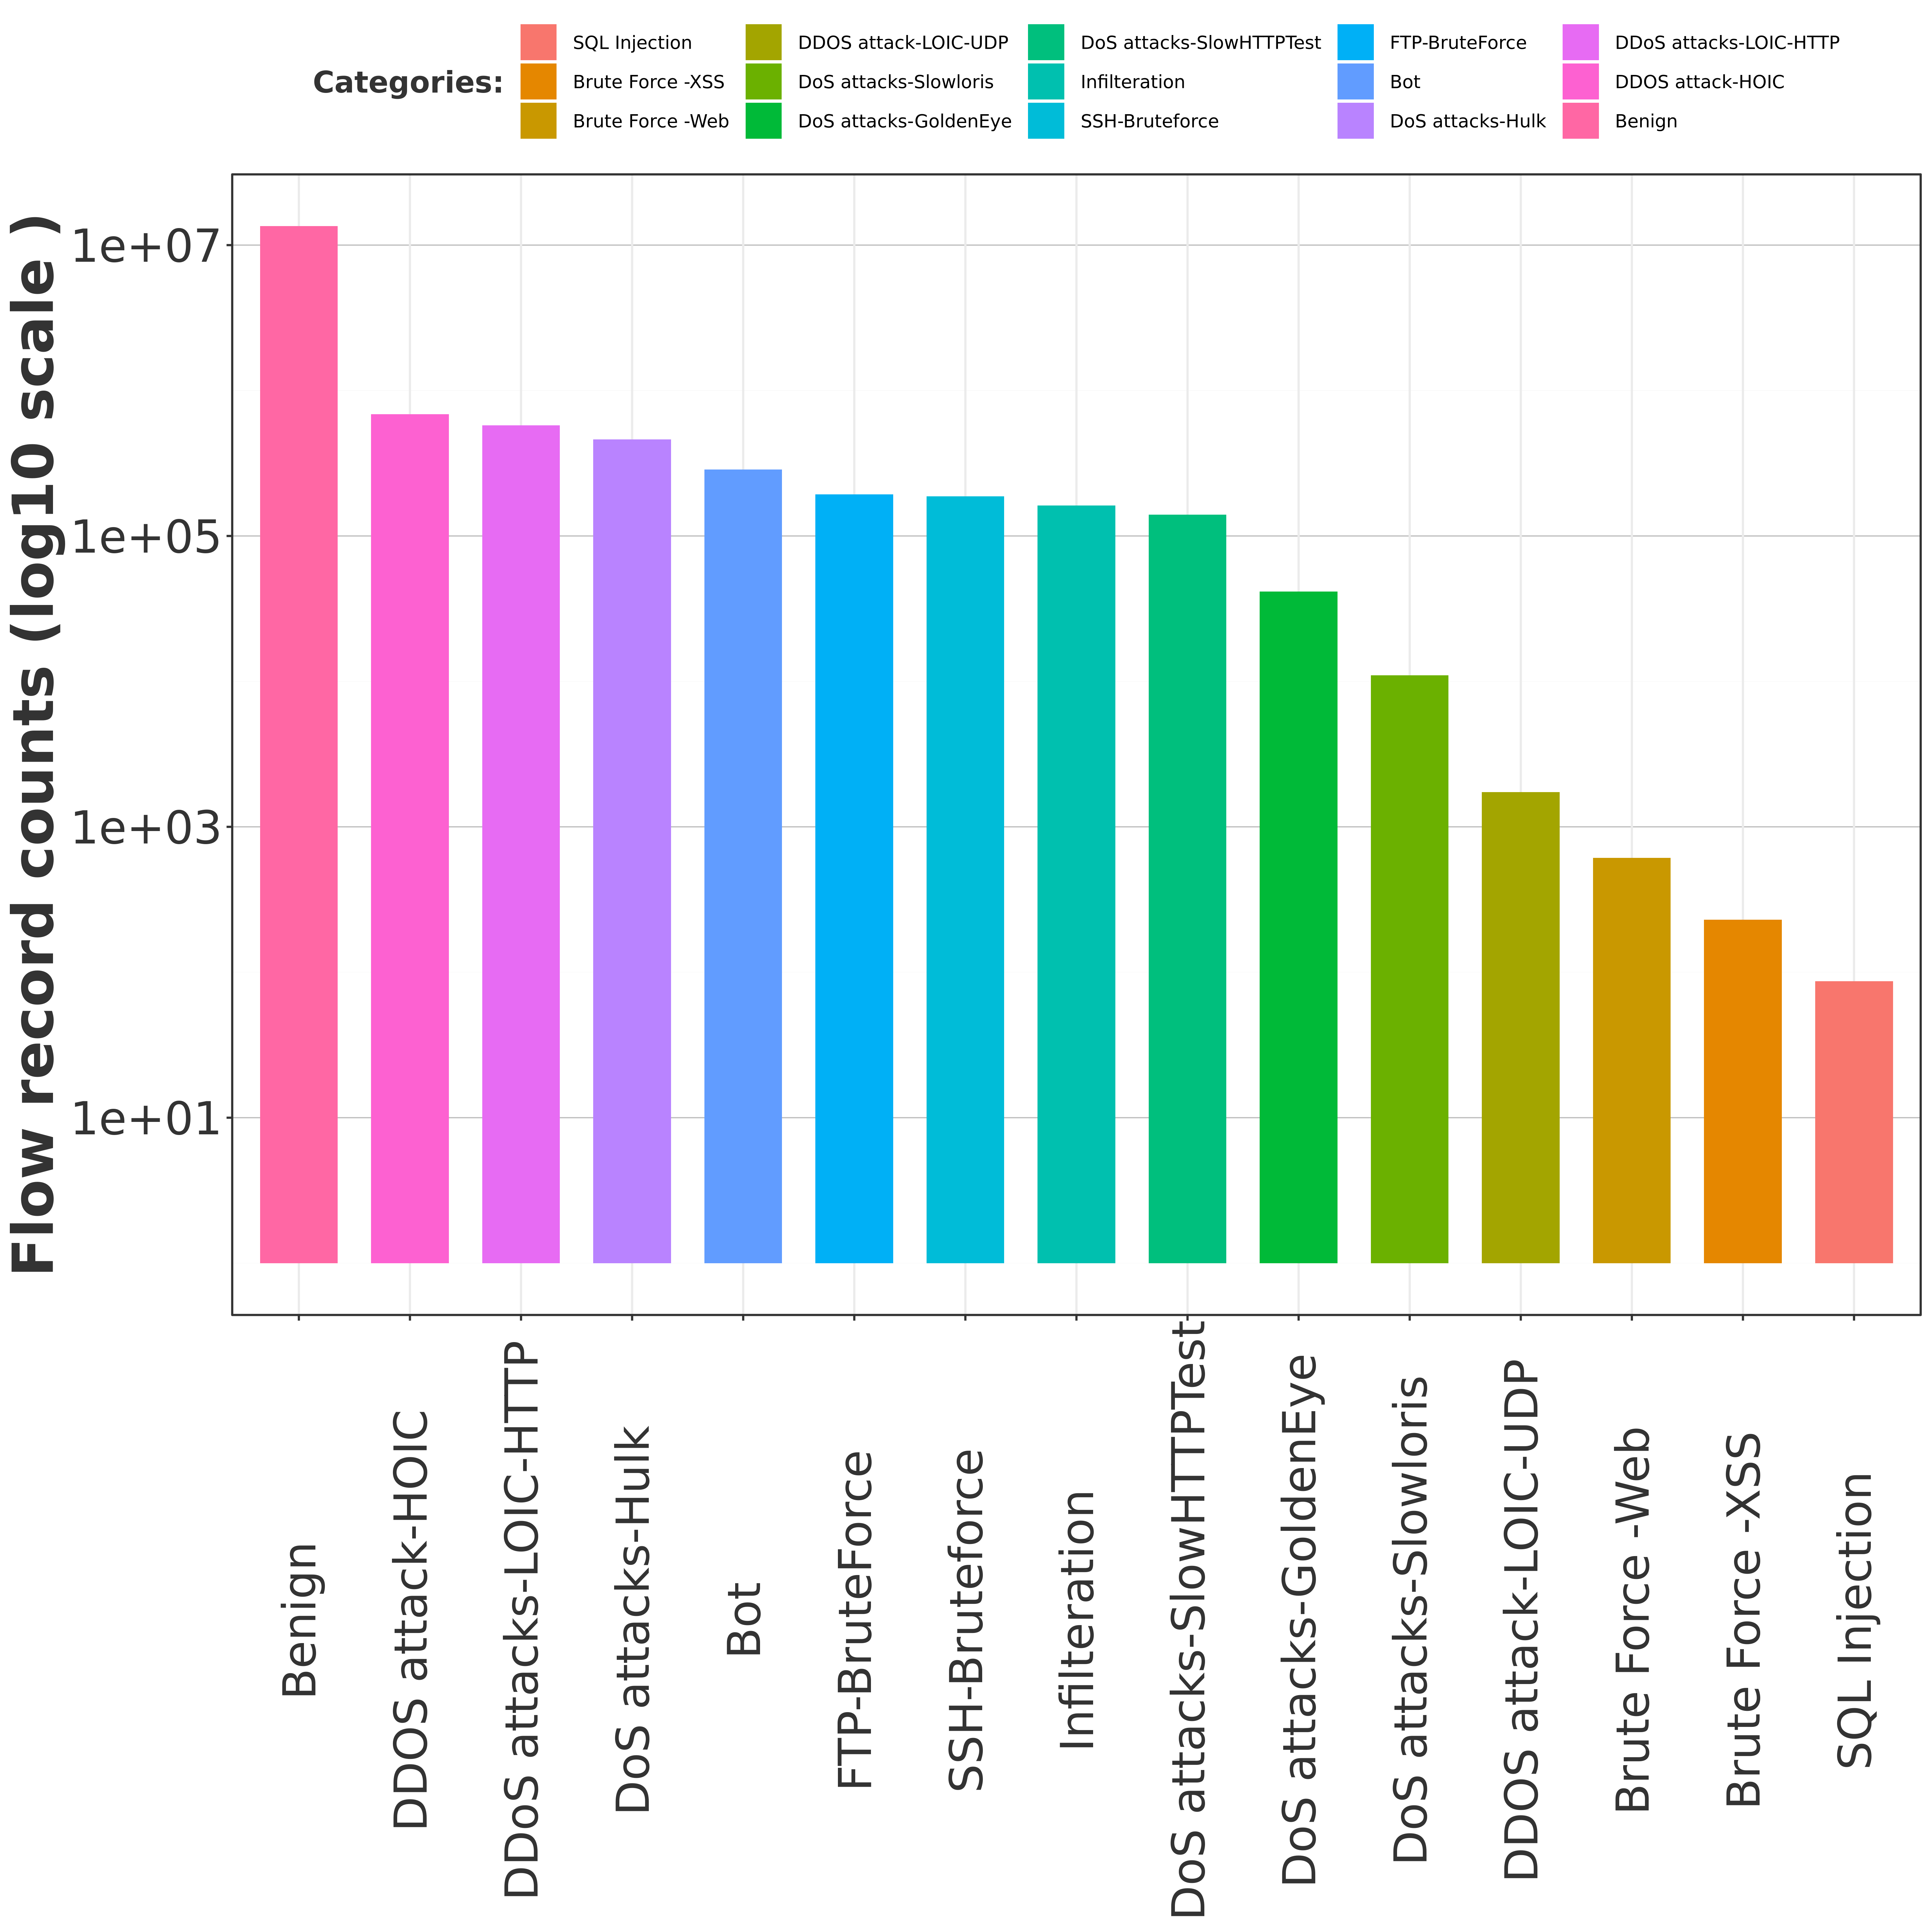 Categories:
SQL Injection
Brute Force -XSS
Brute Force -Web
DDOS attack-LOIC-UDP
DoS attacks-Slowloris
DoS attacks-GoldenEye
DoS attacks-SlowHTTPTest
Infilteration
SSH-Bruteforce
FTP-BruteForce
Bot
DoS attacks-Hulk
DDoS attacks-LOIC-HTTP
DDOS attack-HOIC
Benign
Flow record counts (log10 scale )
1e+07
1e+05
1e+03
1e+01
Benign
DDOS attack-HOIC
DDoS attacks-LOIC-HTTP
DoS attacks-Hulk
Bot
FTP-BruteForce
SSH-Bruteforce
Infilteration
DoS attacks-SlowHTTPTest
DoS attacks-GoldenEye
DoS attacks-Slowloris
DDOS attack-LOIC-UDP
Brute Force -Web
Brute Force -XSS
SQL Injection